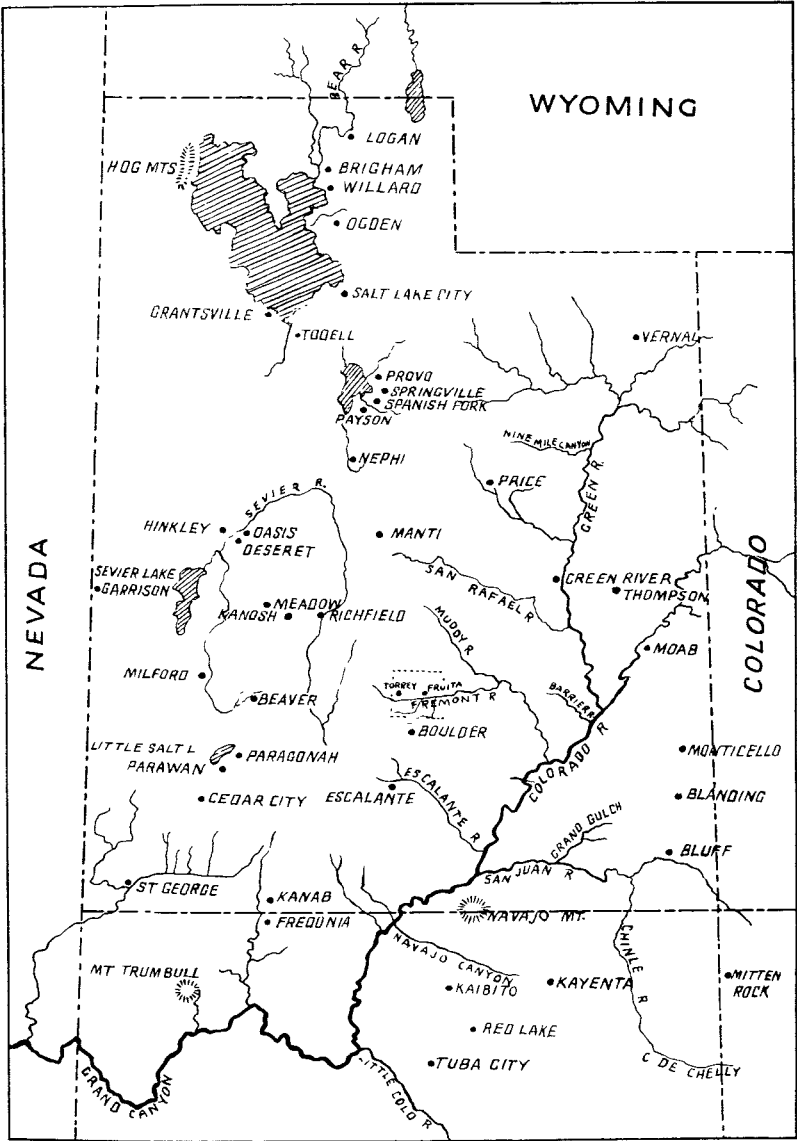 BEAR R.
WYOMING
LOGAN
HOG MTS
BRIGHAM
WILLARD
OGDEN
SALT LAKE CITY
GRANTSVILLE
TOOELL
VERNAL
PROVO
SPRINGVILLE
SPANISH FORK
PAYSON
NINE MILE CANYON
NEPHI
PRICE
GREEN R.
SEVIER R.
HINKLEY
OASIS
DESERET
MANTI
NEVADA
COLORADO
SEVIER LAKE
GARRISON
SAN RAFAEL R
GREEN RIVER
THOMPSON
MEADOW
KANOSH
RICHFIELD
MUDDY R.
MOAB
MILFORD
BEAVER
TORREY
FRUITA
FREMONT R
BARRIER R
BOULDER
COLORADO R
LITTLE SALT L
PARAGONAH
PARAWAN
MONTICELLO
CEDAR CITY
ESCALANTE
ESCALANTE R
BLANDING
GRAND GULCH
BLUFF
ST GEORGE
SAN JUAN R
KANAB
NAVAJO MT.
FREDONIA
NAVAJO CANYON
CHINLE R
MT TRUMBULL
KAIBITO
KAYENTA
MITTEN
ROCK
RED LAKE
GRAND CANYON
LITTLE COLO R
TUBA CITY
C DE CHELLY